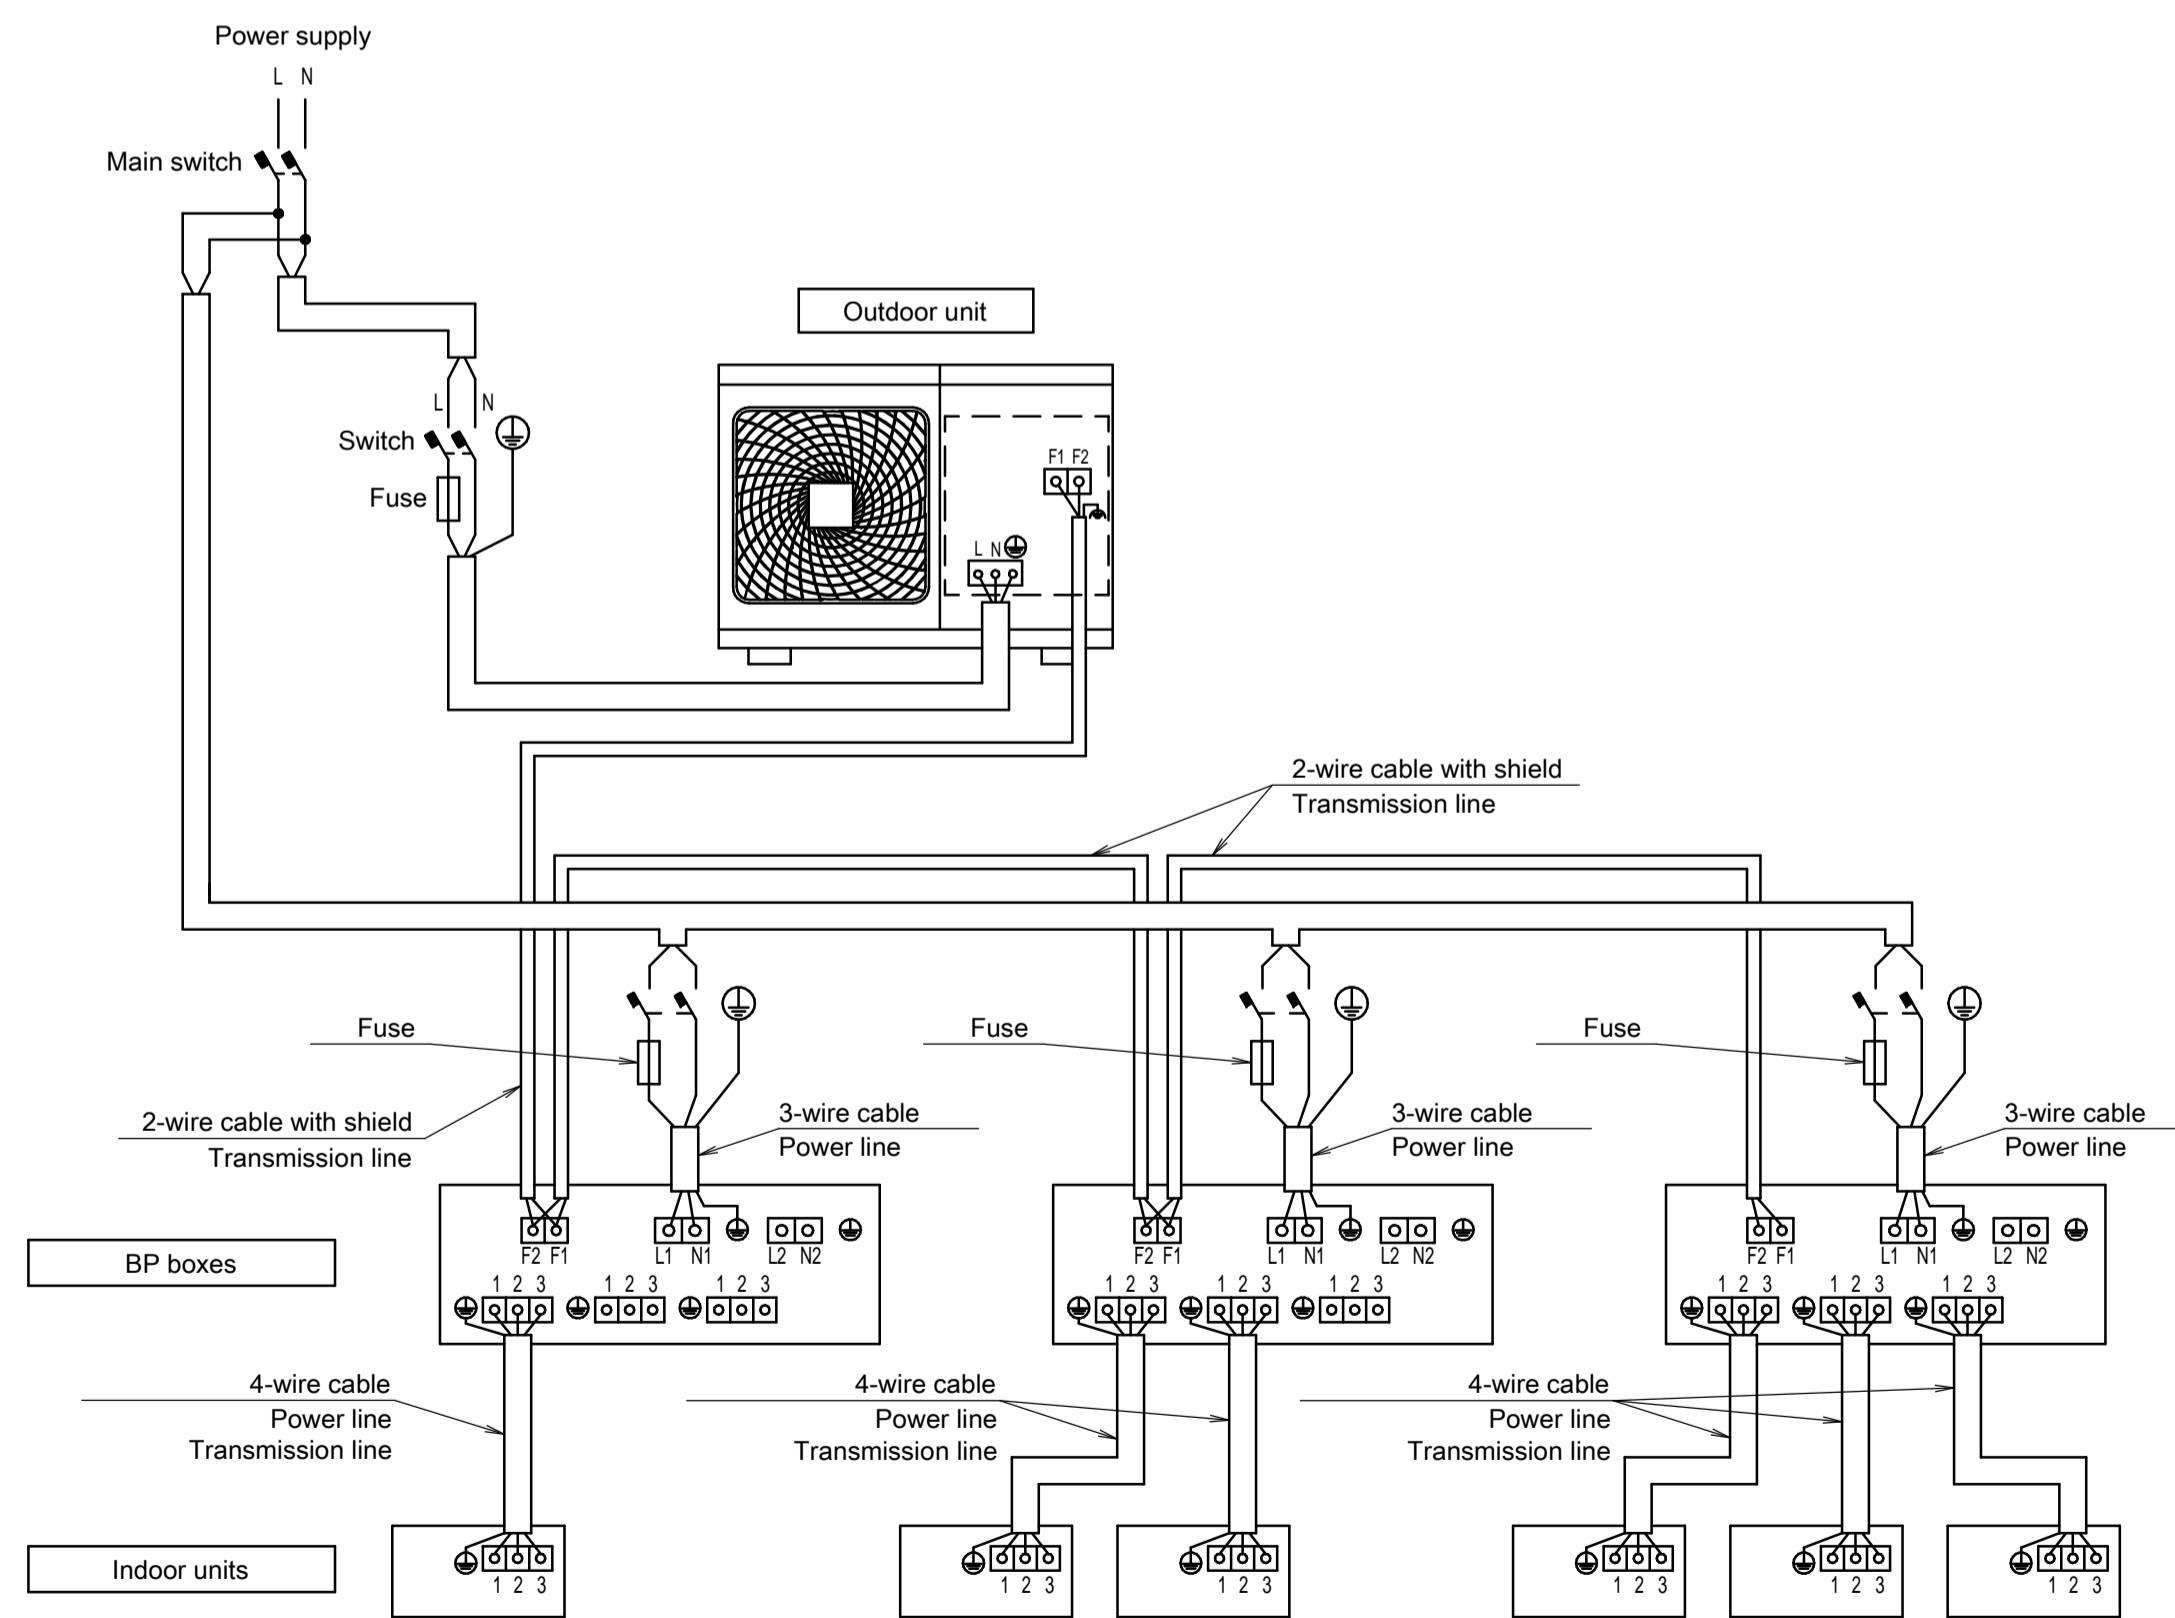 Power supply
L N
Main switch
Outdoor unit
L N
Switch
F1 F2
Fuse
L N
2-wire cable with shield
Transmission line
Fuse
Fuse
Fuse
2-wire cable with shield
Transmission line
3-wire cable
Power line
3-wire cable
Power line
3-wire cable
Power line
BP boxes
F2 F1 L1 N1 L2 N2
F2 F1 L1 N1 L2 N2
F2 F1 L1 N1 L2 N2
1 2 3 1 2 3 1 2 3
1 2 3 1 2 3 1 2 3
1 2 3 1 2 3 1 2 3
4-wire cable
Power line
Transmission line
4-wire cable
Power line
Transmission line
4-wire cable
Power line
Transmission line
Indoor units
1 2 3
1 2 3
1 2 3
1 2 3
1 2 3
1 2 3